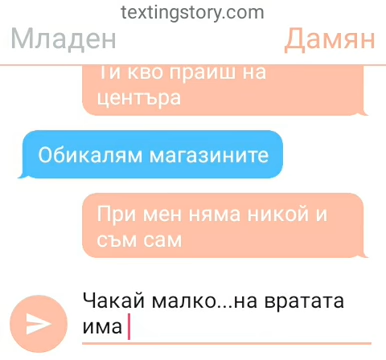 textingstory.com
Младен Дамян
Ти кво праиш на
центъра
Обикалям магазините
При мен няма никой и
съм сам
Чакай малко...на вратата
има